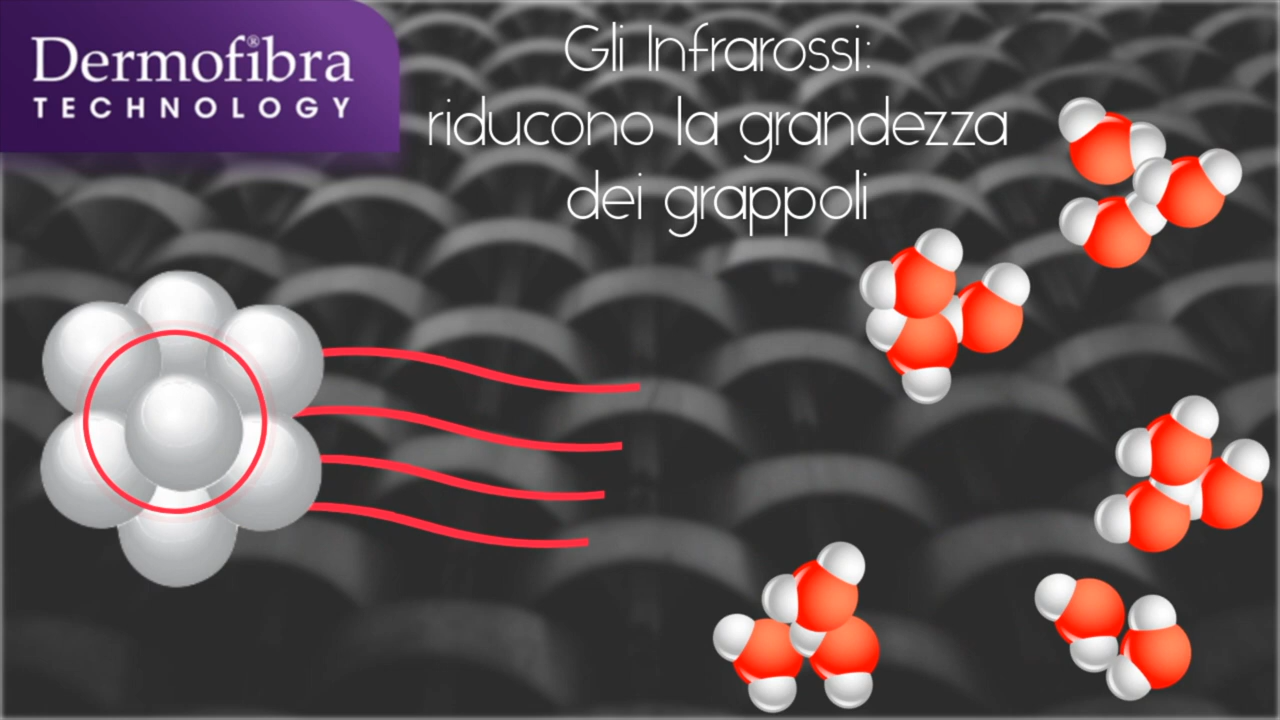 Dermofibra®
TECHNOLOGY
Gli Infrarossi:
riducono la grandezza
dei grappoli